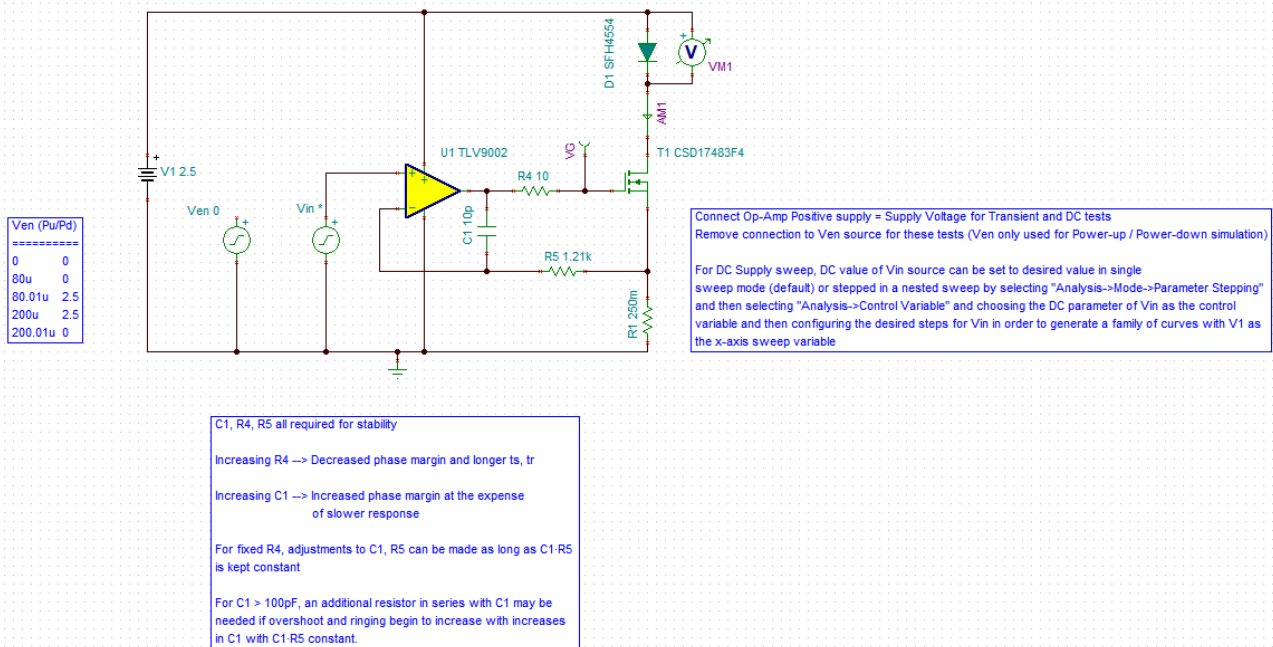 D1 SFH4554
+
V
VM1
AM1
U1 TLV9002
VG
T1 CSD17483F4
+
V1 2.5
R4 10
+
+
-
Ven 0
+
Vin *
+
C1 10p
R5 1.21k
R1 250m
Ven (Pu/Pd)
==========
0 0
80u 0
80.01u 2.5
200u 2.5
200.01u 0
Connect Op-Amp Positive supply = Supply Voltage for Transient and DC tests
Remove connection to Ven source for these tests (Ven only used for Power-up / Power-down simulation)
For DC Supply sweep, DC value of Vin source can be set to desired value in single
sweep mode (default) or stepped in a nested sweep by selecting "Analysis->Mode->Parameter Stepping"
and then selecting "Analysis->Control Variable" and choosing the DC parameter of Vin as the control
variable and then configuring the desired steps for Vin in order to generate a family of curves with V1 as
the x-axis sweep variable
C1, R4, R5 all required for stability
Increasing R4 --> Decreased phase margin and longer ts, tr
Increasing C1 --> Increased phase margin at the expense
of slower response
For fixed R4, adjustments to C1, R5 can be made as long as C1·R5
is kept constant
For C1 > 100pF, an additional resistor in series with C1 may be
needed if overshoot and ringing begin to increase with increases
in C1 with C1·R5 constant.